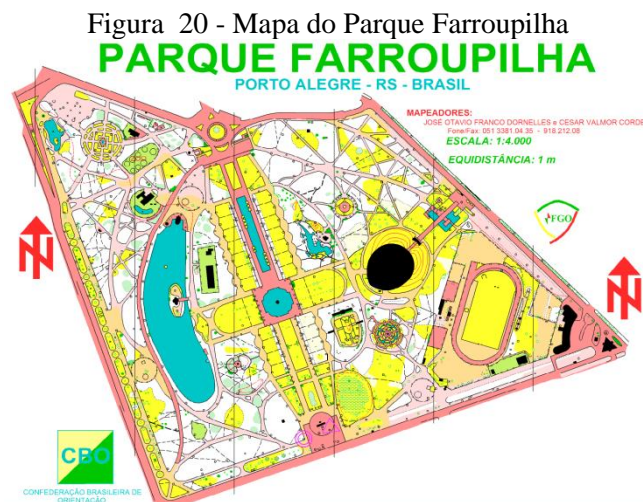 Figura 20 - Mapa do Parque Farroupilha
PARQUE FARROUPILHA
PORTO ALEGRE - RS - BRASIL
MAPEADORES:
JOSÉ OTAVIO FRANCO DORNELLES e CESAR VALMOR CORDE
Fone/Fax: 051 3381.04.35 - 916.212.08
ESCALA: 1:4.000
EQUIDISTÂNCIA: 1 m
FGO
N
N
CBO
CONFEDERAÇÃO BRASILEIRA DE
ORIENTAÇÃO